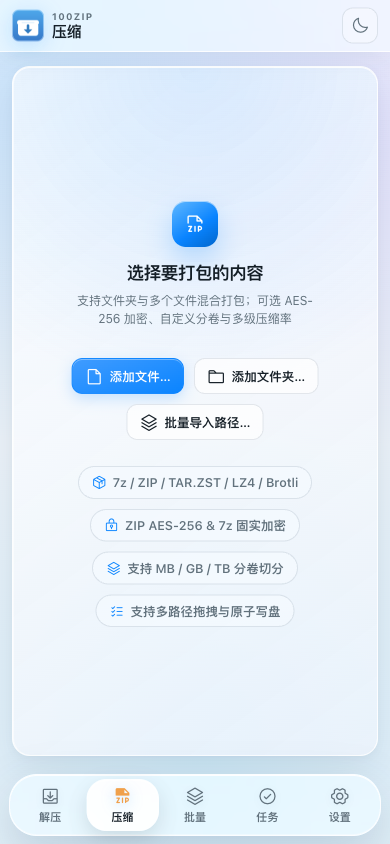 100ZIP
压缩
ZIP
选择要打包的内容
支持文件夹与多个文件混合打包；可选 AES-
256 加密、自定义分卷与多级压缩率
添加文件...
添加文件夹...
批量导入路径...
7z / ZIP / TAR.ZST / LZ4 / Brotli
ZIP AES-256 & 7z 固实加密
支持 MB / GB / TB 分卷切分
支持多路径拖拽与原子写盘
ZIP
解压
压缩
批量
任务
设置